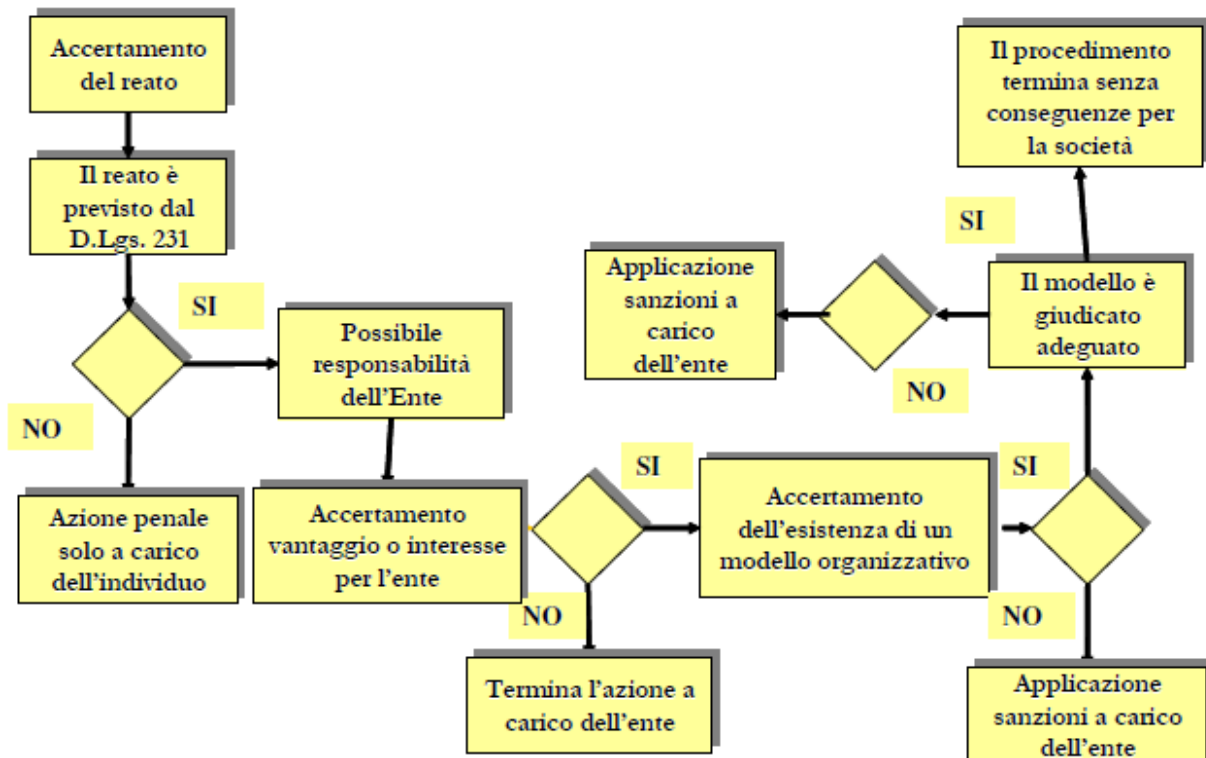 Accertamento
del reato
Il reato è
previsto dal
D.Lgs. 231
SI
NO
Azione penale
solo a carico
dell'individuo
Possibile
responsabilità
dell'Ente
Accertamento
vantaggio o interesse
per l'ente
SI
NO
Termina l'azione a
carico dell'ente
Accertamento
dell'esistenza di un
modello organizzativo
SI
NO
Applicazione
sanzioni a carico
dell'ente
Il modello è
giudicato
adeguato
SI
NO
Il procedimento
termina senza
conseguenze per
la società
Applicazione
sanzioni a
carico
dell'ente